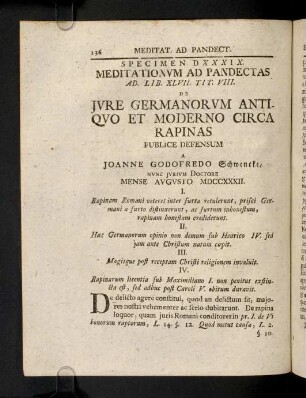 136 MEDITAT. AD PANDECT.
SPECIMEN DXXXIX.
MEDITATIONVM AD PANDECTAS
AD. LIB. XLVII. TIT. VIII.
DE
JVRE GERMANORVM ANTI-
QVO ET MODERNO CIRCA
RAPINAS
PUBLICE DEFENSUM
A
JOANNE GODOFREDO Schwencke,
NVNC JVRIVM DOCTORE
MENSE AVGVSTO MDCCXXXII.
I.
Rapinam Romani veteres inter furta retulerunt, prisci Ger-
mani a furto distinxerunt, ac furtum inhonestum,
rapinam honestam crediderunt.
II.
Hæc Germanorum opinio non demum sub Henrico IV. sed
jam ante Christum natum cœpit.
III.
Magisque post receptam Christi religionem invaluit.
IV.
Rapinarum licentia sub Maximiliano I. non penitus exstin-
cta est, sed adhuc post Caroli V. obitum duravit.
De delicto agere constitui, quod an delictum sit, majo-
res nostri vehementer ac serio dubitarunt. De rapina
loquor, quam juris Romani conditores in pr. I. de Vi
bonorum raptorum, L. 14. §. 12. Quod metus causa, L. 2.
§. 10.